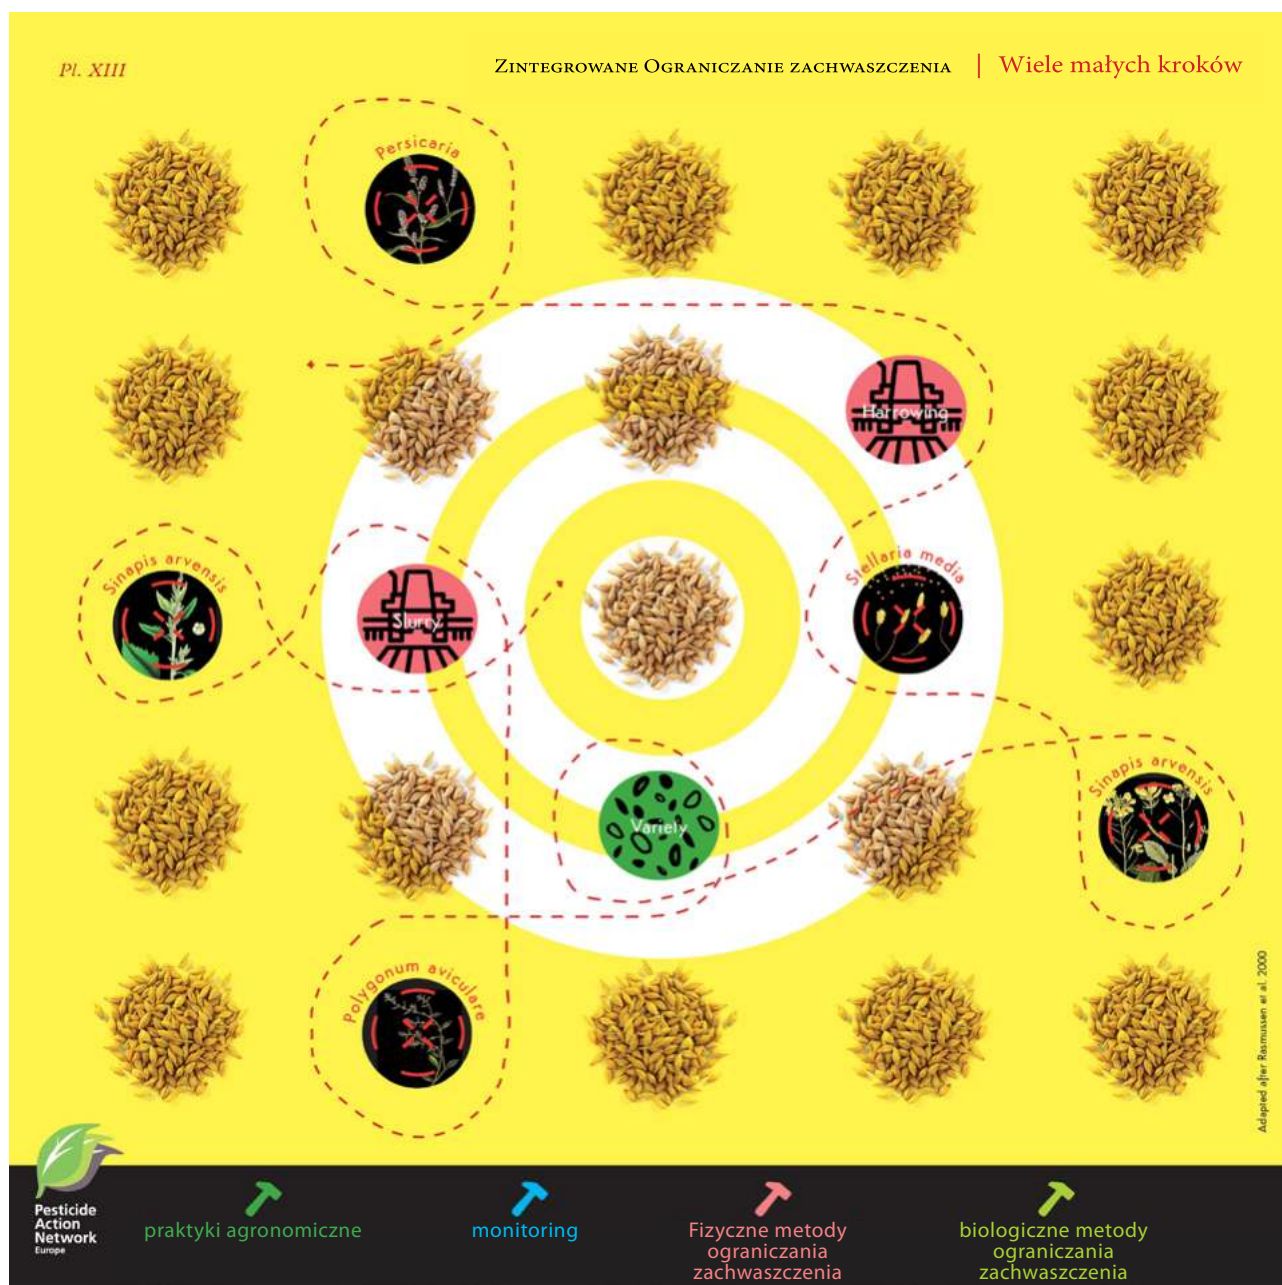 Pl. XIII
Zintegrowane Ograniczanie zachwaszczenia | Wiele małych kroków
Persicaria
Harrowing
Sinapis arvensis
Slurry
Stellaria media
Variety
Sinapis arvensis
Polygonum aviculare
Adapted after Rasmussen et al. 2000
Pesticide
Action
Network
Europe
praktyki agronomiczne
monitoring
Fizyczne metody
ograniczania
zachwaszczenia
biologiczne metody
ograniczania
zachwaszczenia